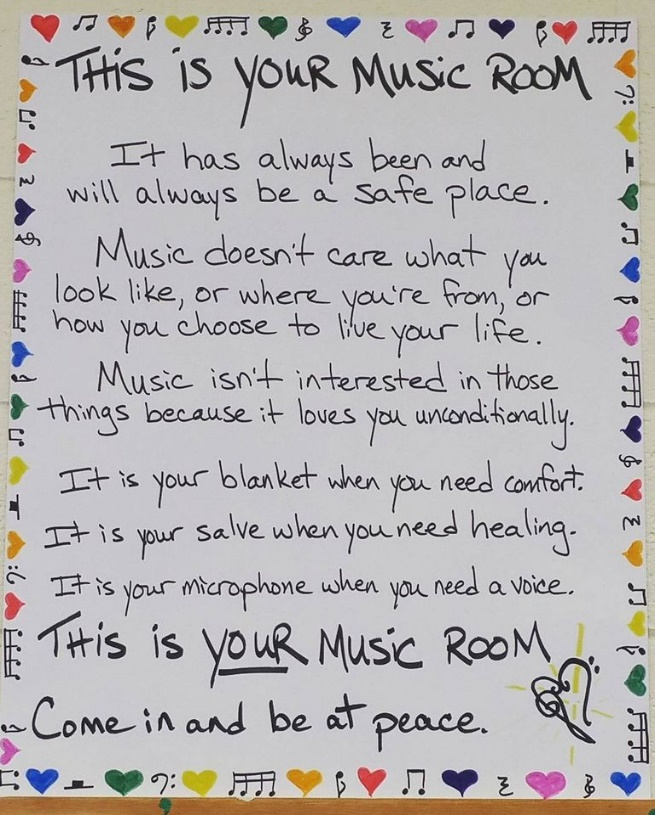 THIS IS YOUR MUSIC ROOM
It has always been and
will always be a safe place.
Music doesn't care what you
look like, or where you're from, or
how you choose to live your life.
Music isn't interested in those
things because it loves you unconditionally.
It is your blanket when you need comfort.
It is your salve when you need healing.
It is your microphone when you need a voice.
THIS IS YOUR MUSIC ROOM
Come in and be at peace.